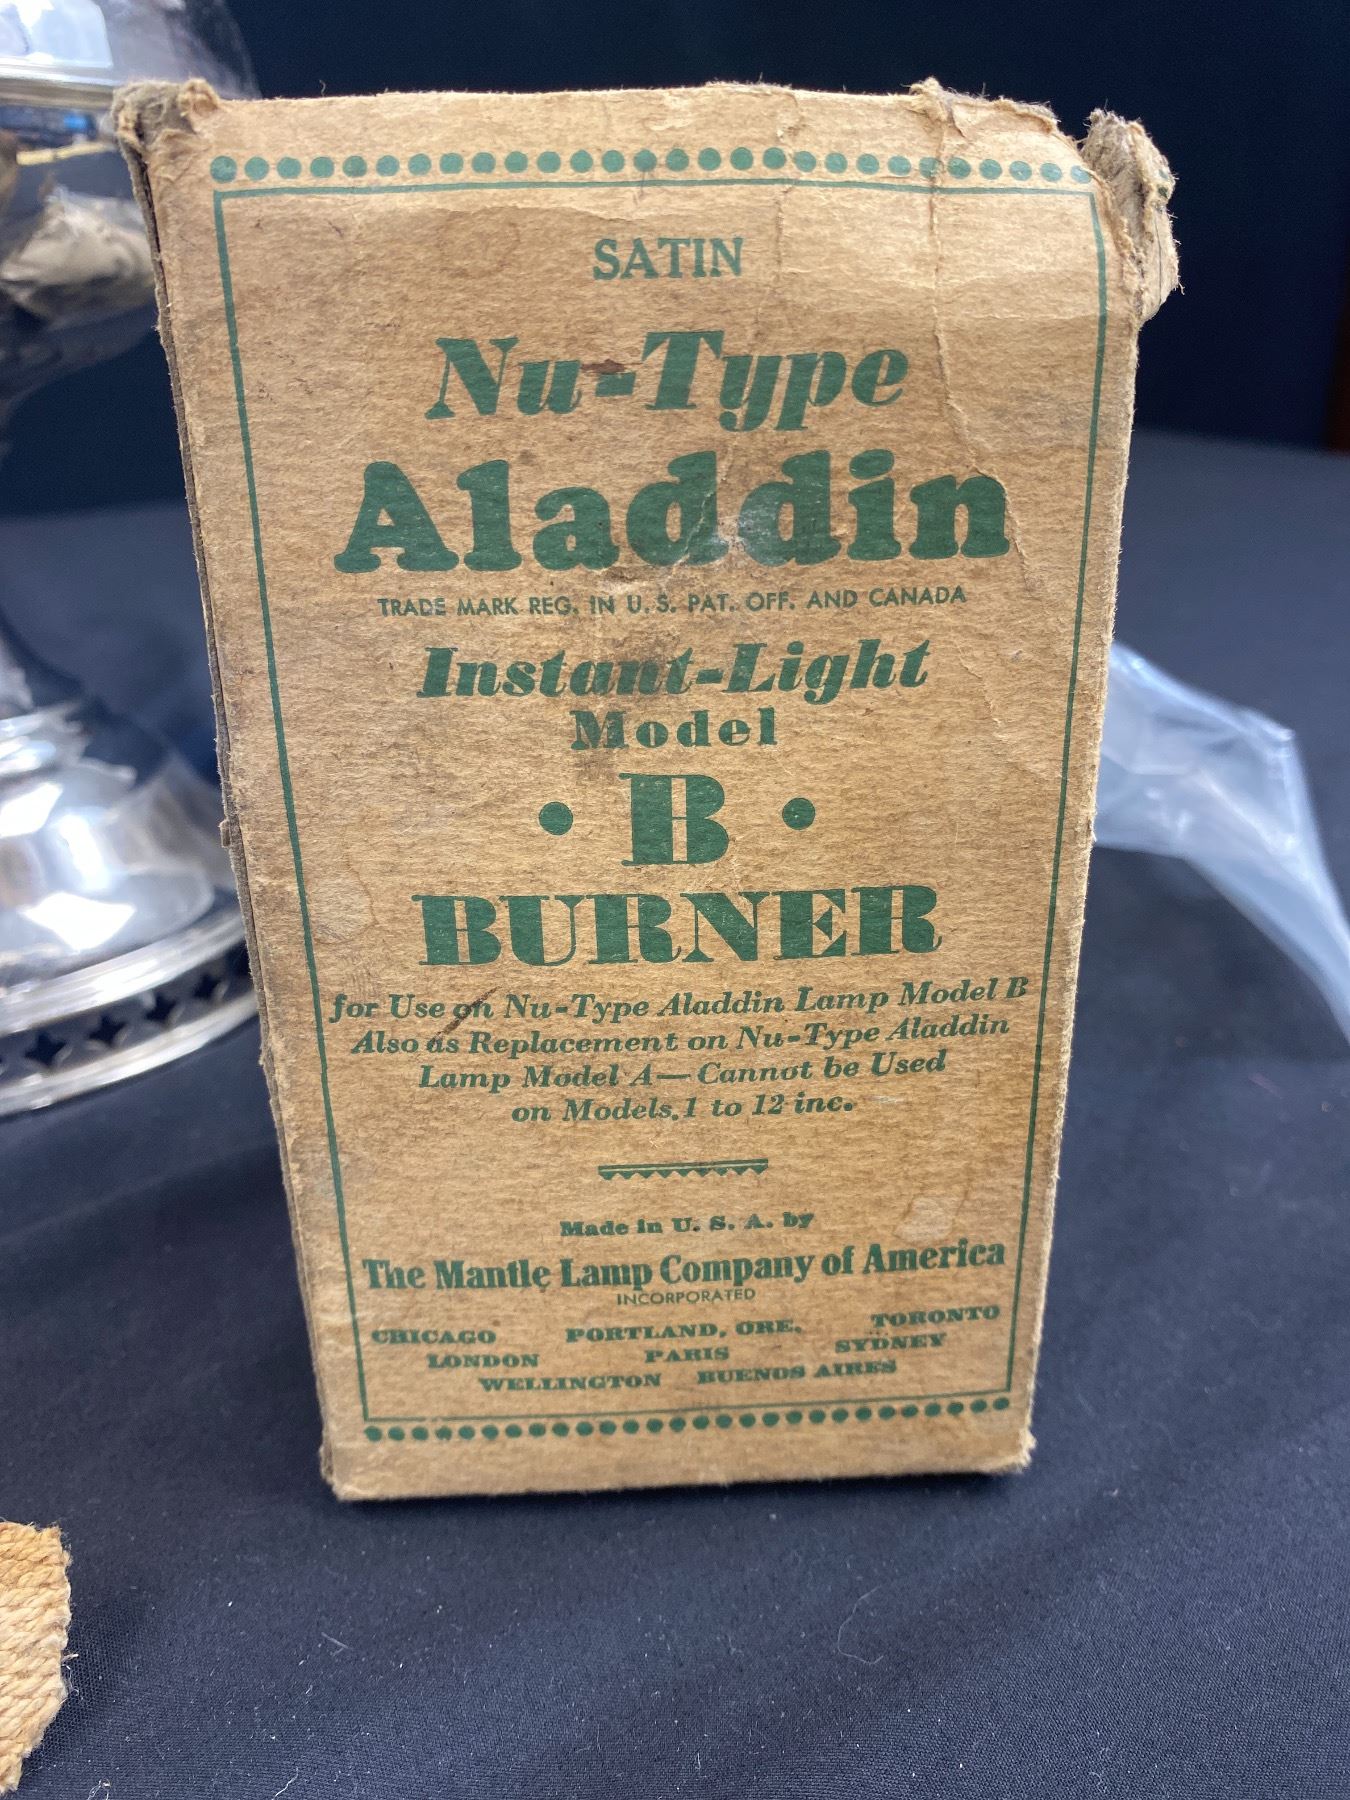 SATIN
Nu-Type
Aladdin
TRADE MARK REG. IN U.S. PAT. OFF. AND CANADA
Instant-Light
Model
• B •
BURNER
for Use on Nu-Type Aladdin Lamp Model B
Also as Replacement on Nu-Type Aladdin
Lamp Model A—Cannot be Used
on Models 1 to 12 inc.
Made in U. S. A. by
The Mantle Lamp Company of America
INCORPORATED
CHICAGO PORTLAND, ORE. TORONTO
LONDON PARIS SYDNEY
WELLINGTON BUENOS AIRES